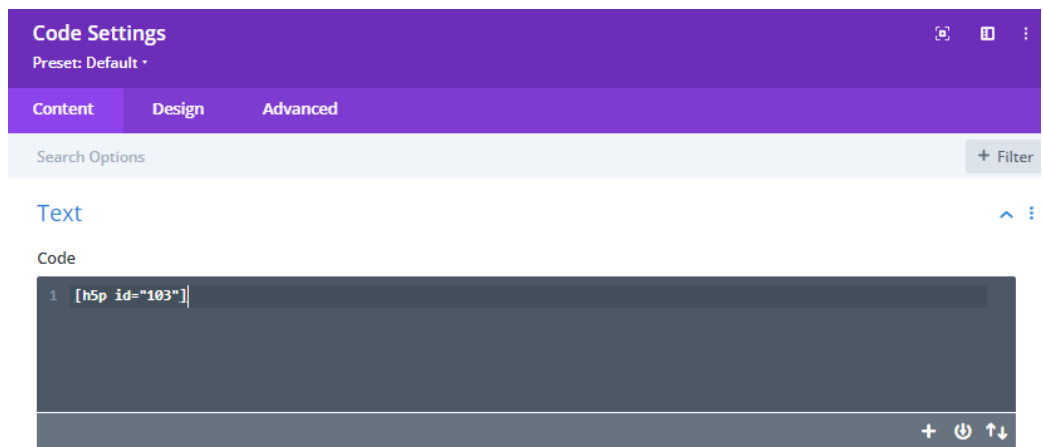 Code Settings
Preset: Default
Content Design Advanced
Search Options + Filter
Text
Code
1 [h5p id="103"]